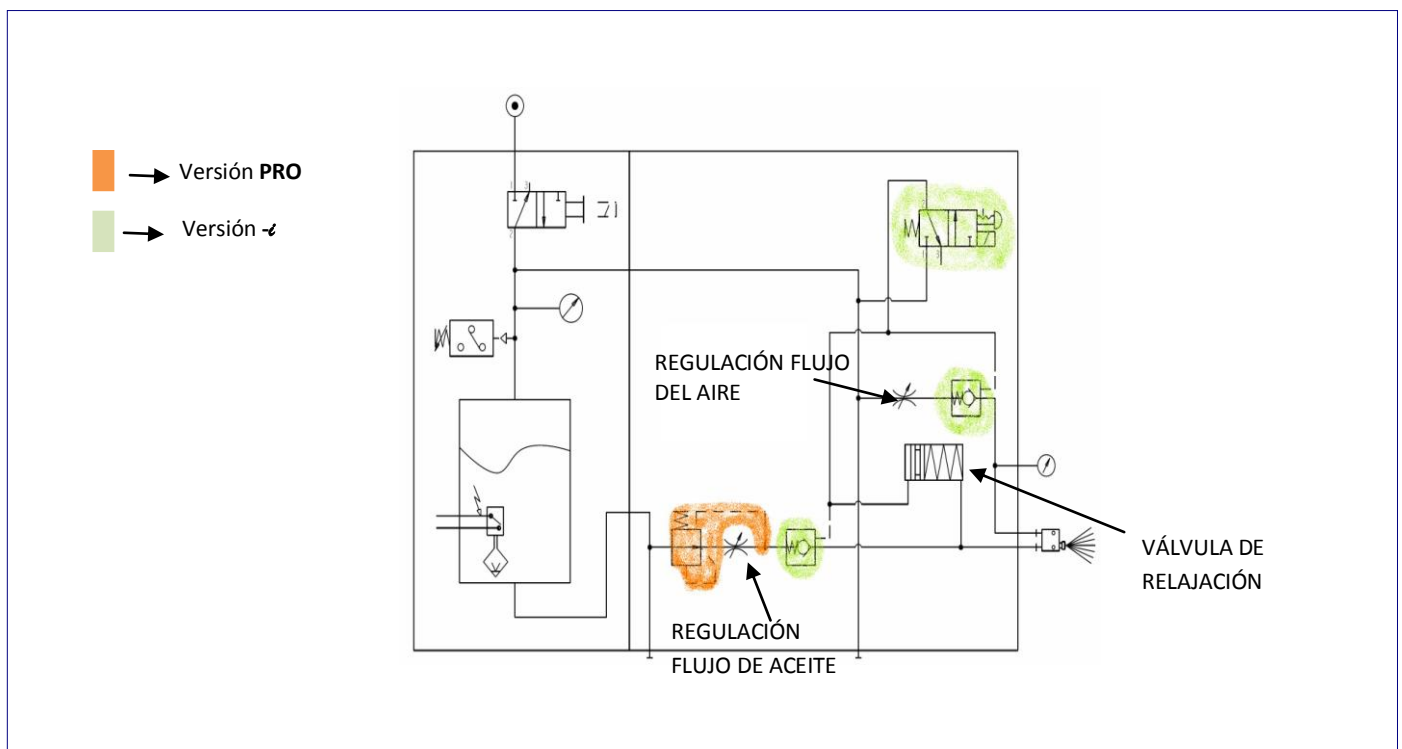 Versión PRO
Versión -i
REGULACIÓN FLUJO
DEL AIRE
VÁLVULA DE
RELAJACIÓN
REGULACIÓN
FLUJO DE ACEITE